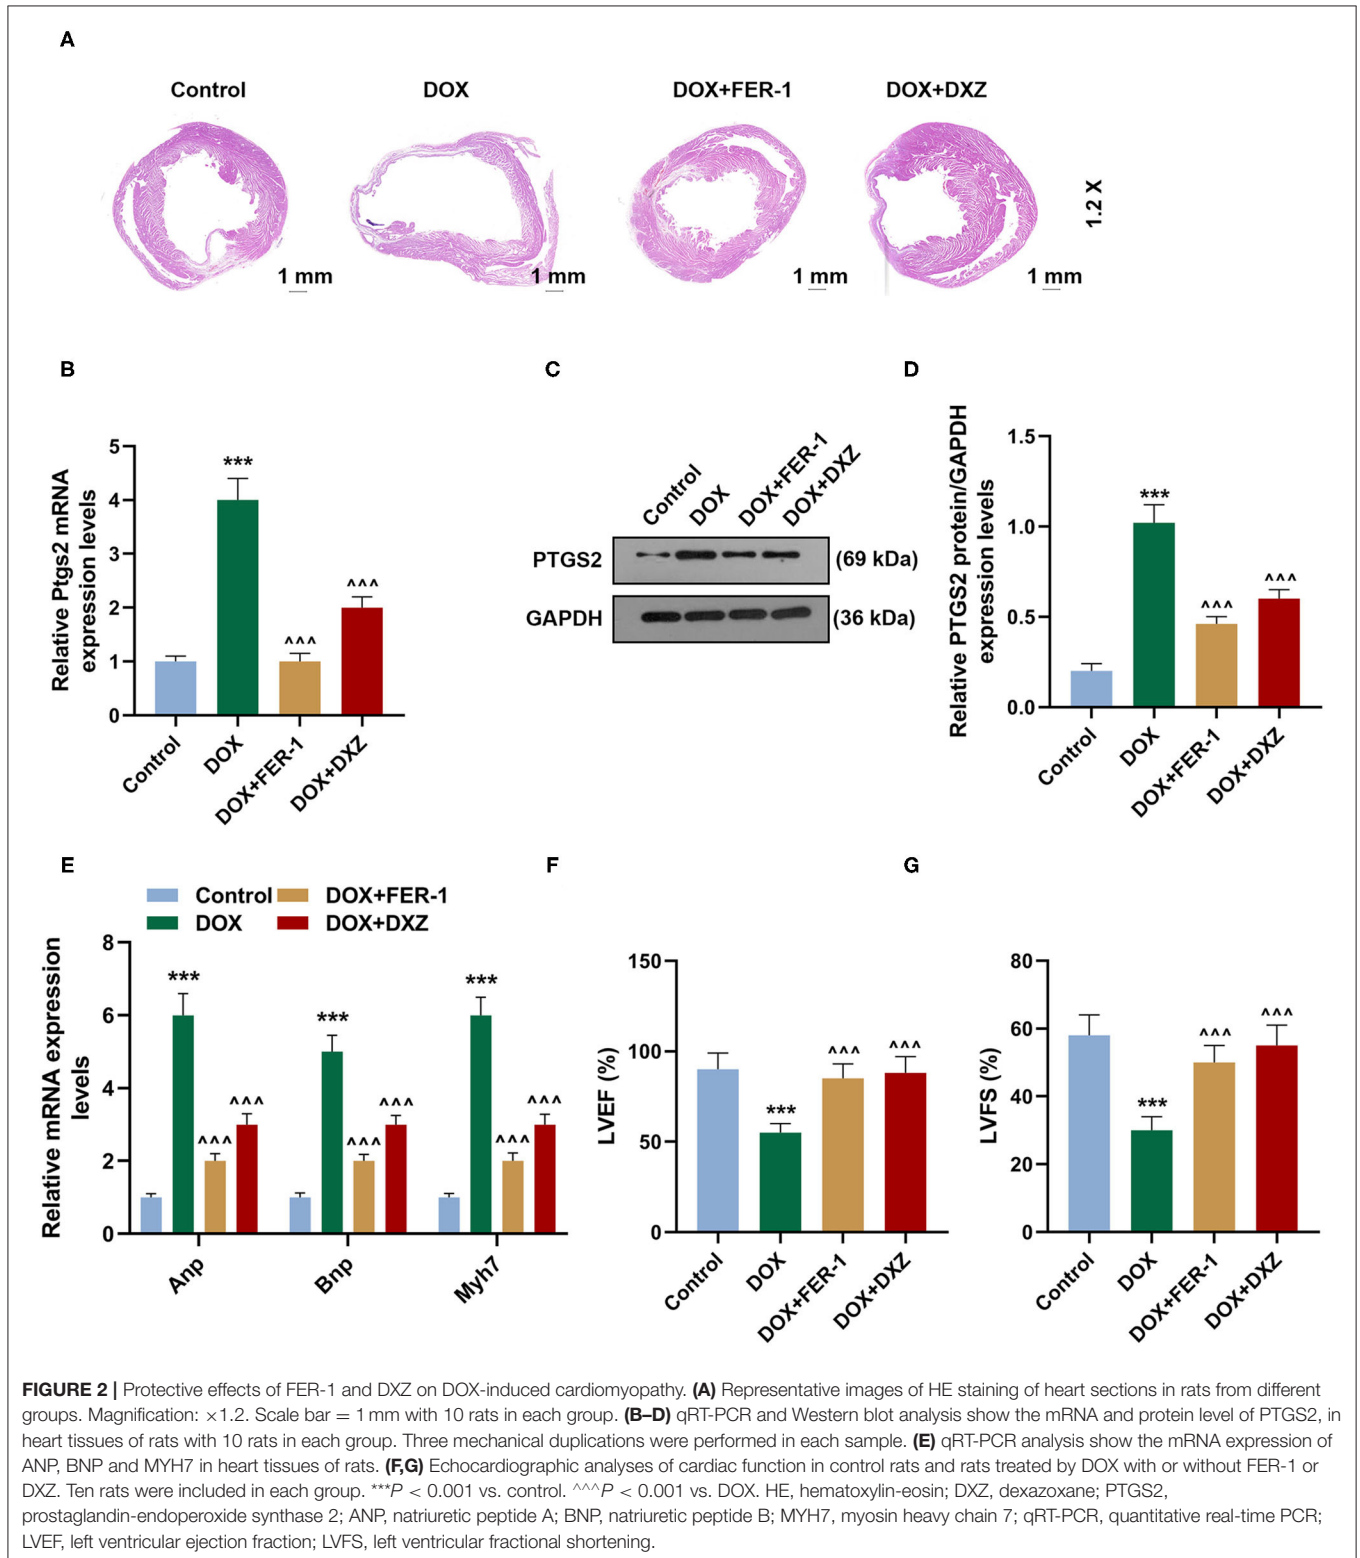 A
Control
DOX
DOX+FER-1
DOX+DXZ
1 mm
1 mm
1 mm
1 mm
1.2 X
B
Relative Ptgs2 mRNA
expression levels
5
4
3
2
1
0
***
^^^
^^^
Control
DOX
DOX+FER-1
DOX+DXZ
C
Control
DOX
DOX+FER-1
DOX+DXZ
PTGS2
(69 kDa)
GAPDH
(36 kDa)
D
Relative PTGS2 protein/GAPDH
expression levels
1.5
1.0
0.5
0.0
***
^^^
^^^
Control
DOX
DOX+FER-1
DOX+DXZ
E
Control
DOX+FER-1
DOX
DOX+DXZ
Relative mRNA expression
levels
8
6
4
2
0
***
^^^
^^^
***
^^^
^^^
***
^^^
^^^
Anp
Bnp
Myh7
F
LVEF (%)
150
100
50
0
***
^^^
^^^
Control
DOX
DOX+FER-1
DOX+DXZ
G
LVFS (%)
80
60
40
20
0
***
^^^
^^^
Control
DOX
DOX+FER-1
DOX+DXZ
FIGURE 2 | Protective effects of FER-1 and DXZ on DOX-induced cardiomyopathy. (A) Representative images of HE staining of heart sections in rats from different
groups. Magnification: ×1.2. Scale bar = 1 mm with 10 rats in each group. (B–D) qRT-PCR and Western blot analysis show the mRNA and protein level of PTGS2, in
heart tissues of rats with 10 rats in each group. Three mechanical duplications were performed in each sample. (E) qRT-PCR analysis show the mRNA expression of
ANP, BNP and MYH7 in heart tissues of rats. (F,G) Echocardiographic analyses of cardiac function in control rats and rats treated by DOX with or without FER-1 or
DXZ. Ten rats were included in each group. ***P < 0.001 vs. control. ^^^P < 0.001 vs. DOX. HE, hematoxylin-eosin; DXZ, dexazoxane; PTGS2,
prostaglandin-endoperoxide synthase 2; ANP, natriuretic peptide A; BNP, natriuretic peptide B; MYH7, myosin heavy chain 7; qRT-PCR, quantitative real-time PCR;
LVEF, left ventricular ejection fraction; LVFS, left ventricular fractional shortening.